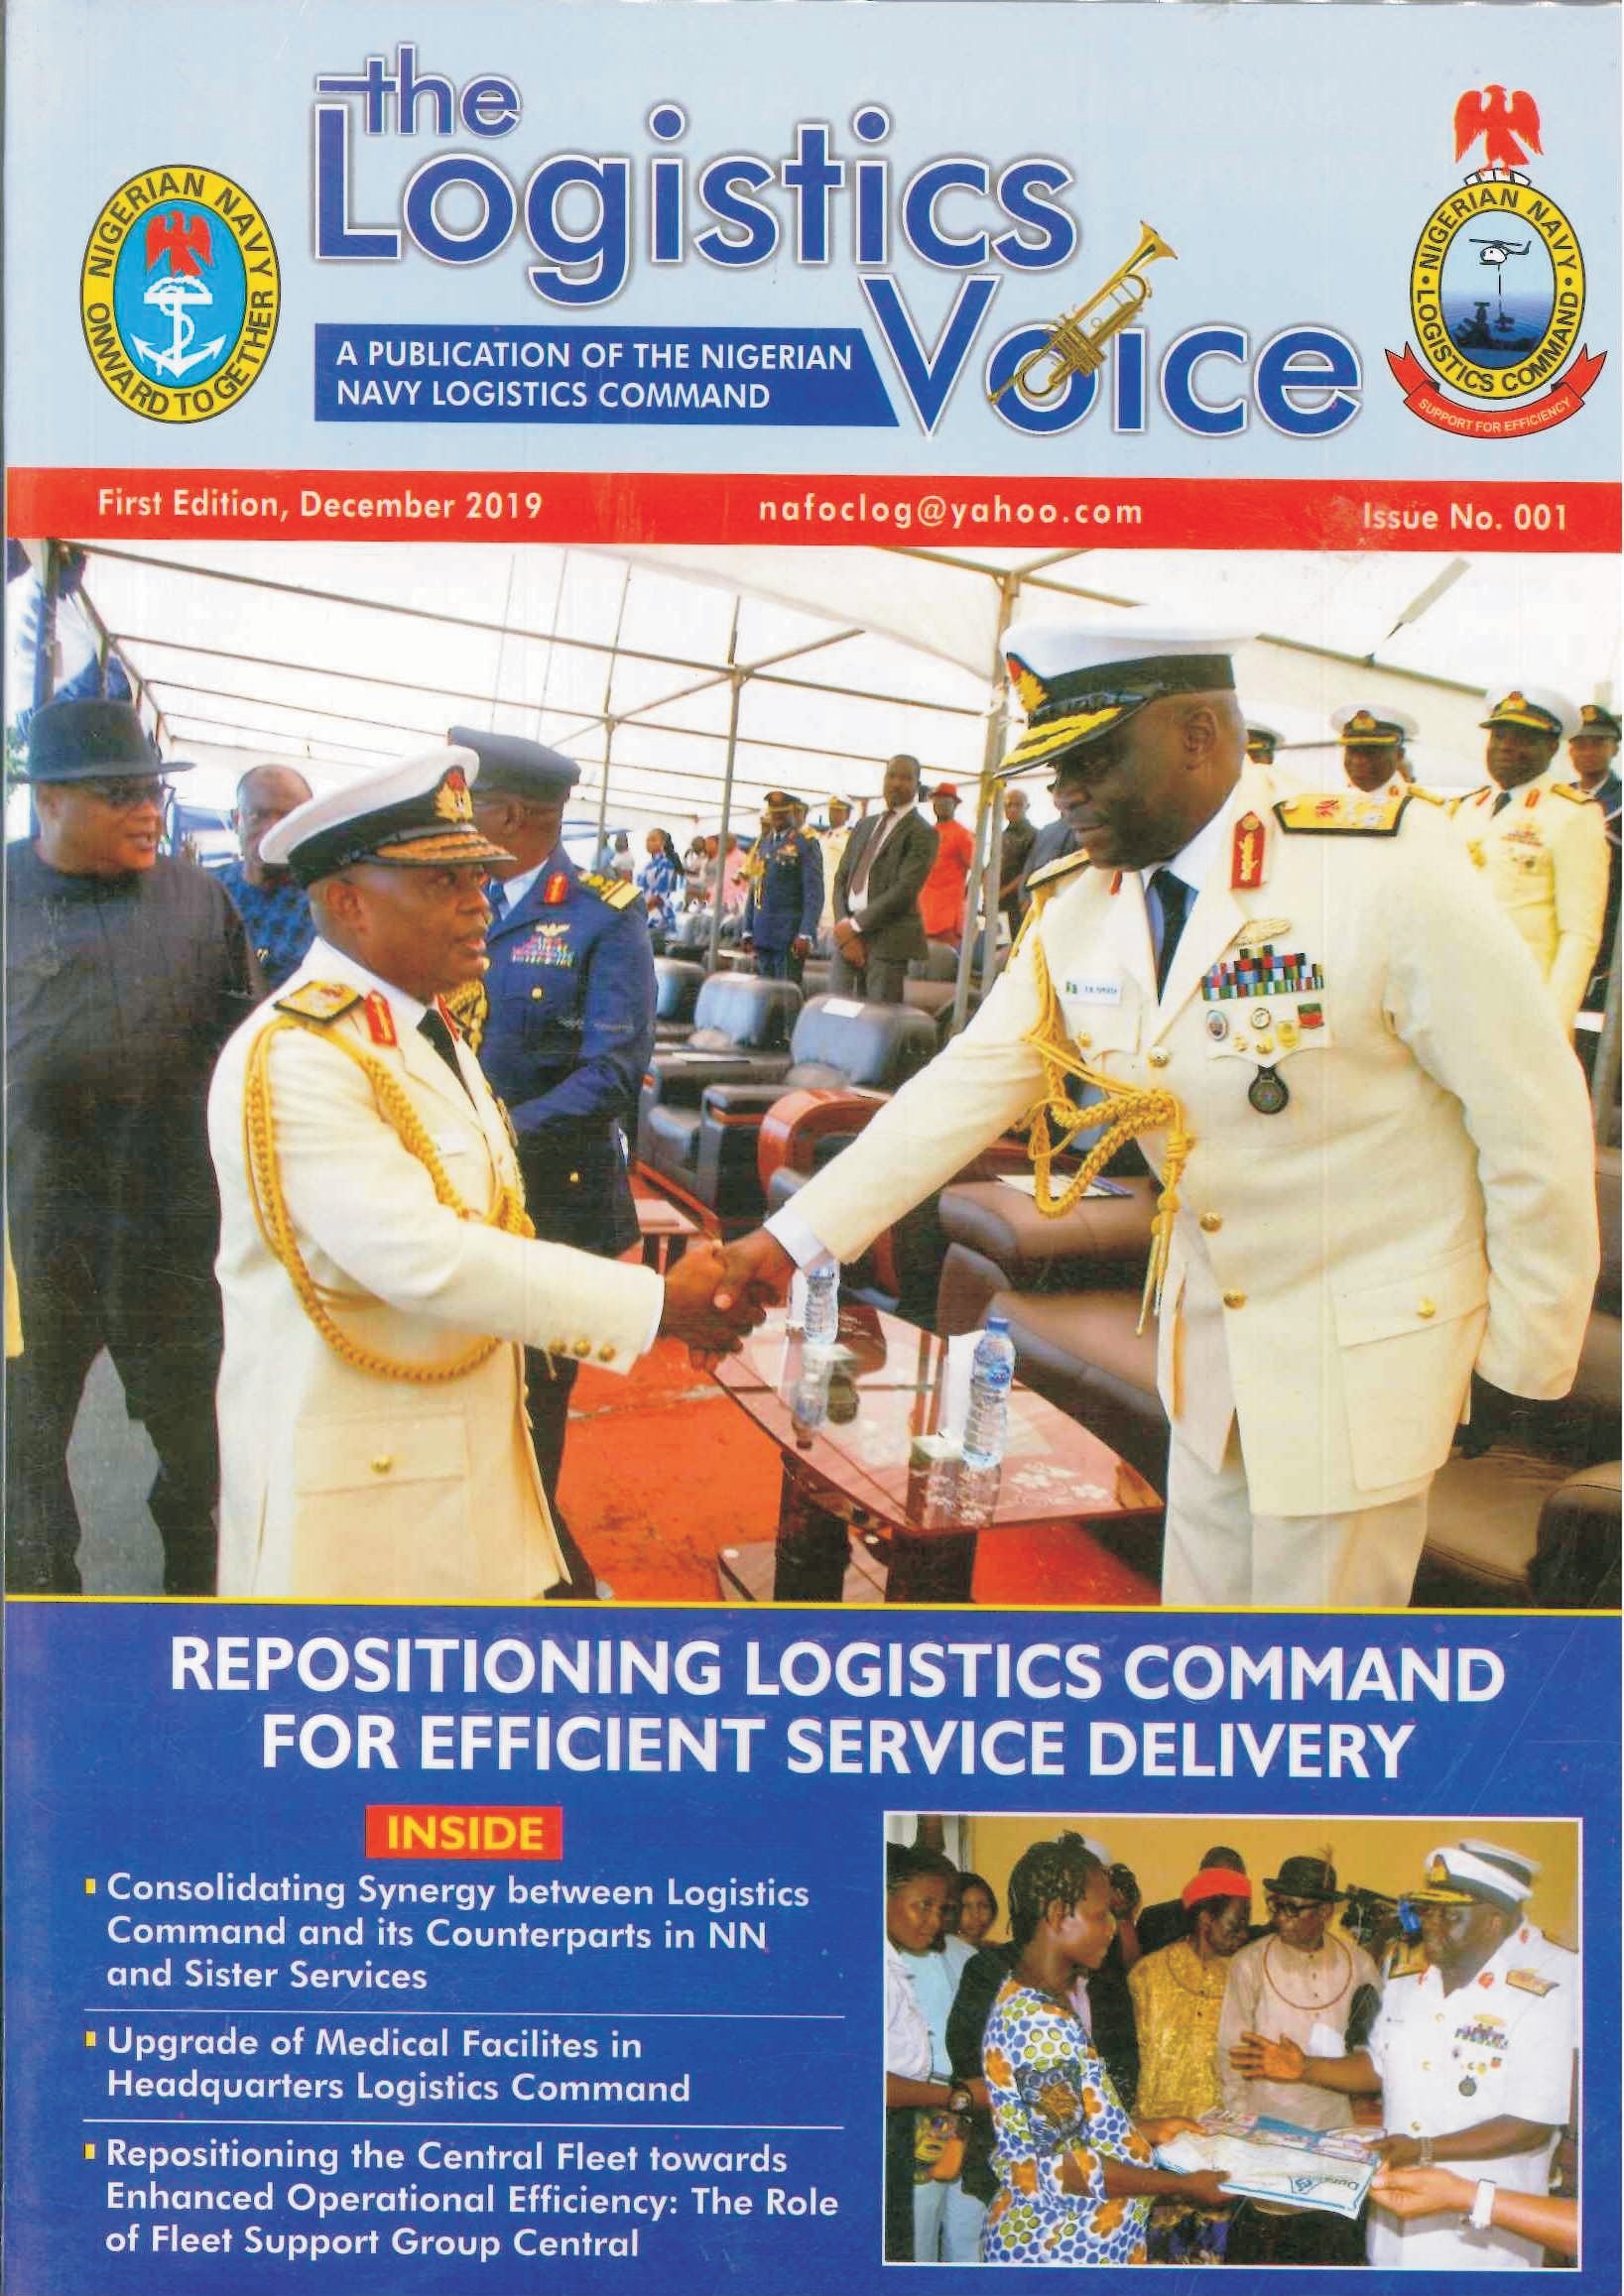 the
Logistics
Voice
NIGERIAN NAVY
ONWARD TOGETHER
A PUBLICATION OF THE NIGERIAN
NAVY LOGISTICS COMMAND
NIGERIAN NAVY
LOGISTICS COMMAND
SUPPORT FOR EFFICIENCY
First Edition, December 2019
nafoclog@yahoo.com
Issue No. 001
REPOSITIONING LOGISTICS COMMAND
FOR EFFICIENT SERVICE DELIVERY
INSIDE
Consolidating Synergy between Logistics
Command and its Counterparts in NN
and Sister Services
Upgrade of Medical Facilites in
Headquarters Logistics Command
Repositioning the Central Fleet towards
Enhanced Operational Efficiency: The Role
of Fleet Support Group Central